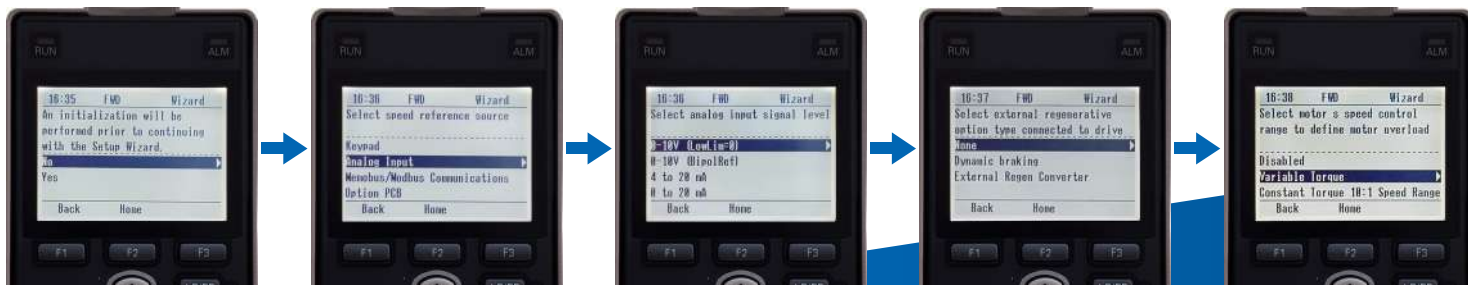 RUN ALM
16:35 FWD Wizard
An initialization will be
performed prior to continuing
with the Setup Wizard.
No
Yes
Back Home
F1 F2 F3
RUN ALM
16:36 FWD Wizard
Select speed reference source
Keypad
Analog Input
Memobus/Modbus Communications
Option PCB
Back Home
F1 F2 F3
RUN ALM
16:36 FWD Wizard
Select analog input signal level
0-10V (LowLim=0)
0-10V (BipolRef)
4 to 20 mA
0 to 20 mA
Back Home
F1 F2 F3
RUN ALM
16:37 FWD Wizard
Select external regenerative
option type connected to drive
None
Dynamic braking
External Regen Converter
Back Home
F1 F2 F3
RUN ALM
16:38 FWD Wizard
Select motor s speed control
range to define motor overload
Disabled
Variable Torque
Constant Torque 10:1 Speed Range
Back Home
F1 F2 F3